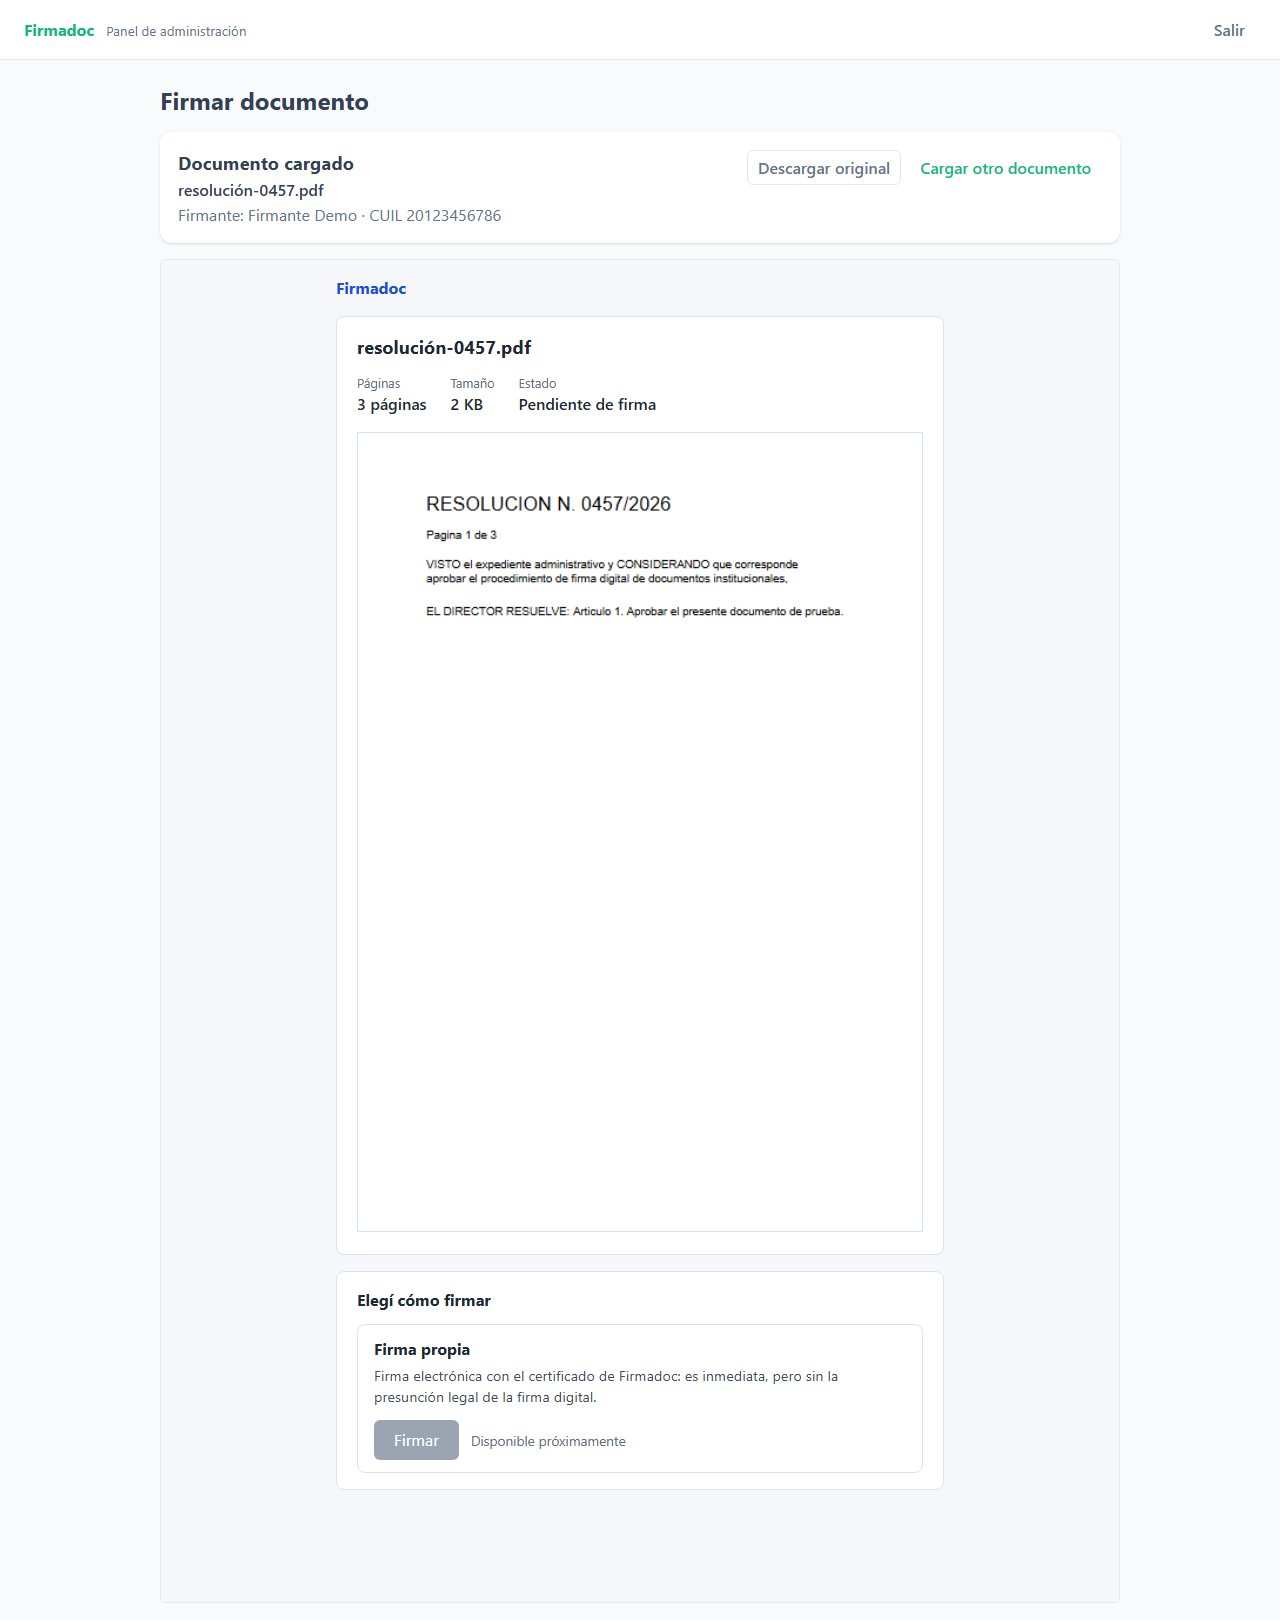 Firmadoc Panel de administración Salir
Firmar documento
Documento cargado Descargar original Cargar otro documento
resolución-0457.pdf
Firmante: Firmante Demo · CUIL 20123456786
Firmadoc
resolución-0457.pdf
Páginas Tamaño Estado
3 páginas 2 KB Pendiente de firma
RESOLUCION N. 0457/2026
Pagina 1 de 3
VISTO el expediente administrativo y CONSIDERANDO que corresponde
aprobar el procedimiento de firma digital de documentos institucionales,
EL DIRECTOR RESUELVE: Articulo 1. Aprobar el presente documento de prueba.
Elegí cómo firmar
Firma propia
Firma electrónica con el certificado de Firmadoc: es inmediata, pero sin la
presunción legal de la firma digital.
Firmar Disponible próximamente